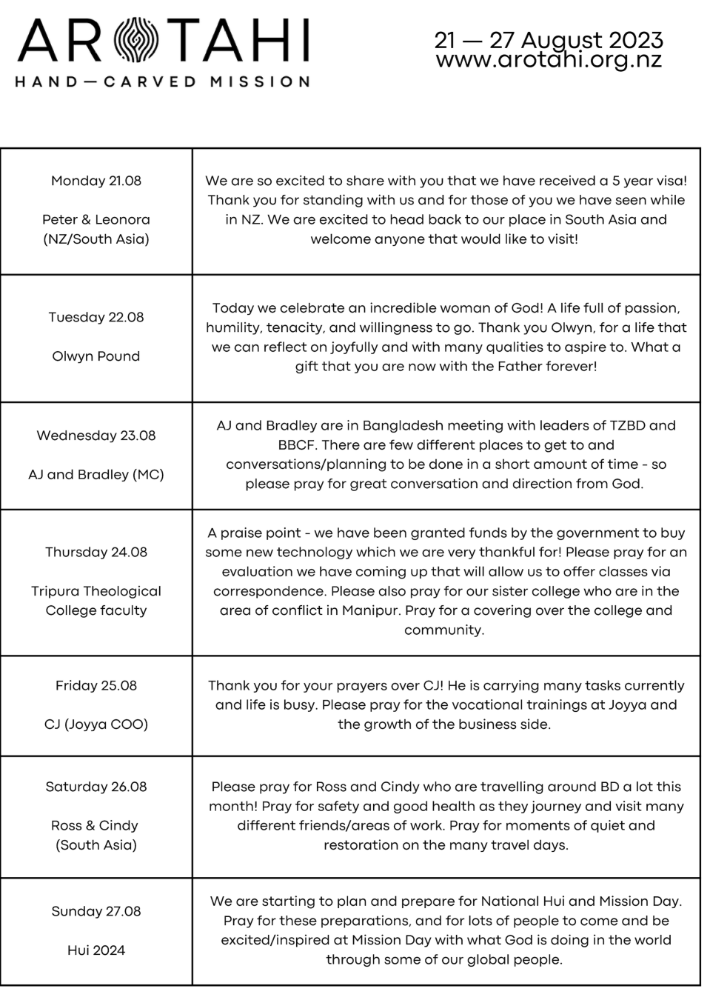 AROTAHI
HAND—CARVED MISSION
21 — 27 August 2023
www.arotahi.org.nz
Monday 21.08
Peter & Leonora
(NZ/South Asia)
We are so excited to share with you that we have received a 5 year visa!
Thank you for standing with us and for those of you we have seen while
in NZ. We are excited to head back to our place in South Asia and
welcome anyone that would like to visit!
Tuesday 22.08
Olwyn Pound
Today we celebrate an incredible woman of God! A life full of passion,
humility, tenacity, and willingness to go. Thank you Olwyn, for a life that
we can reflect on joyfully and with many qualities to aspire to. What a
gift that you are now with the Father forever!
Wednesday 23.08
AJ and Bradley (MC)
AJ and Bradley are in Bangladesh meeting with leaders of TZBD and
BBCF. There are few different places to get to and
conversations/planning to be done in a short amount of time - so
please pray for great conversation and direction from God.
Thursday 24.08
Tripura Theological
College faculty
A praise point - we have been granted funds by the government to buy
some new technology which we are very thankful for! Please pray for an
evaluation we have coming up that will allow us to offer classes via
correspondence. Please also pray for our sister college who are in the
area of conflict in Manipur. Pray for a covering over the college and
community.
Friday 25.08
CJ (Joyya COO)
Thank you for your prayers over CJ! He is carrying many tasks currently
and life is busy. Please pray for the vocational trainings at Joyya and
the growth of the business side.
Saturday 26.08
Ross & Cindy
(South Asia)
Please pray for Ross and Cindy who are travelling around BD a lot this
month! Pray for safety and good health as they journey and visit many
different friends/areas of work. Pray for moments of quiet and
restoration on the many travel days.
Sunday 27.08
Hui 2024
We are starting to plan and prepare for National Hui and Mission Day.
Pray for these preparations, and for lots of people to come and be
excited/inspired at Mission Day with what God is doing in the world
through some of our global people.